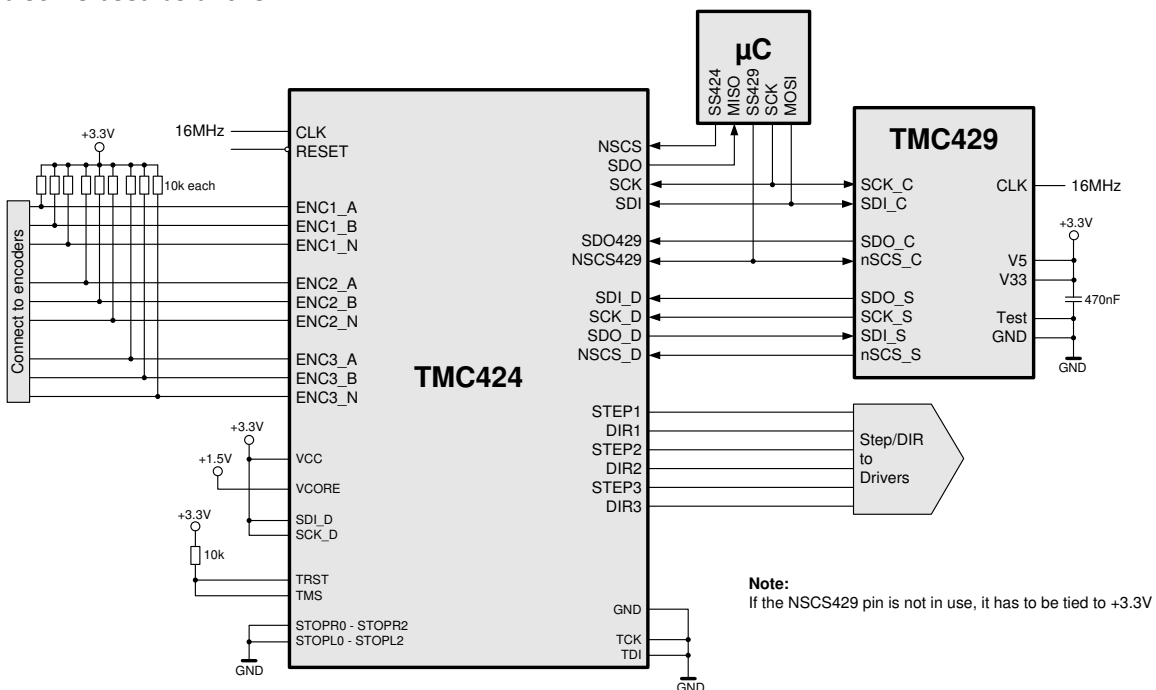 µC
SS424
MISO
SS429
SCK
MOSI
TMC424
16MHz
CLK
RESET
+3.3V
10k each
Connect to encoders
ENC1_A
ENC1_B
ENC1_N
ENC2_A
ENC2_B
ENC2_N
ENC3_A
ENC3_B
ENC3_N
+3.3V
VCC
+1.5V
VCORE
SDI_D
SCK_D
+3.3V
10k
TRST
TMS
STOPR0 - STOPR2
STOPL0 - STOPL2
GND
NSCS
SDO
SCK
SDI
SDO429
NSCS429
SDI_D
SCK_D
SDO_D
NSCS_D
STEP1
DIR1
STEP2
DIR2
STEP3
DIR3
GND
TCK
TDI
GND
TMC429
SCK_C
SDI_C
SDO_C
nSCS_C
SDO_S
SCK_S
SDI_S
nSCS_S
CLK
16MHz
+3.3V
V5
V33
470nF
Test
GND
GND
Step/DIR
to
Drivers
Note:
If the NSCS429 pin is not in use, it has to be tied to +3.3V